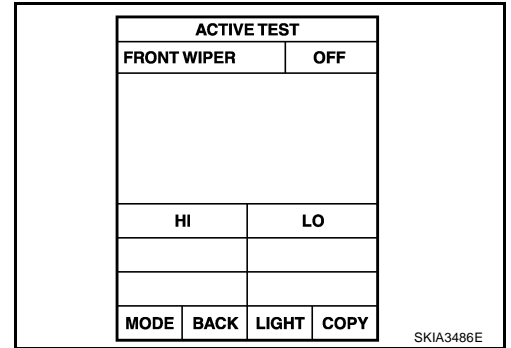 ACTIVE TEST
FRONT WIPER OFF
HI LO
MODE BACK LIGHT COPY
SKIA3486E